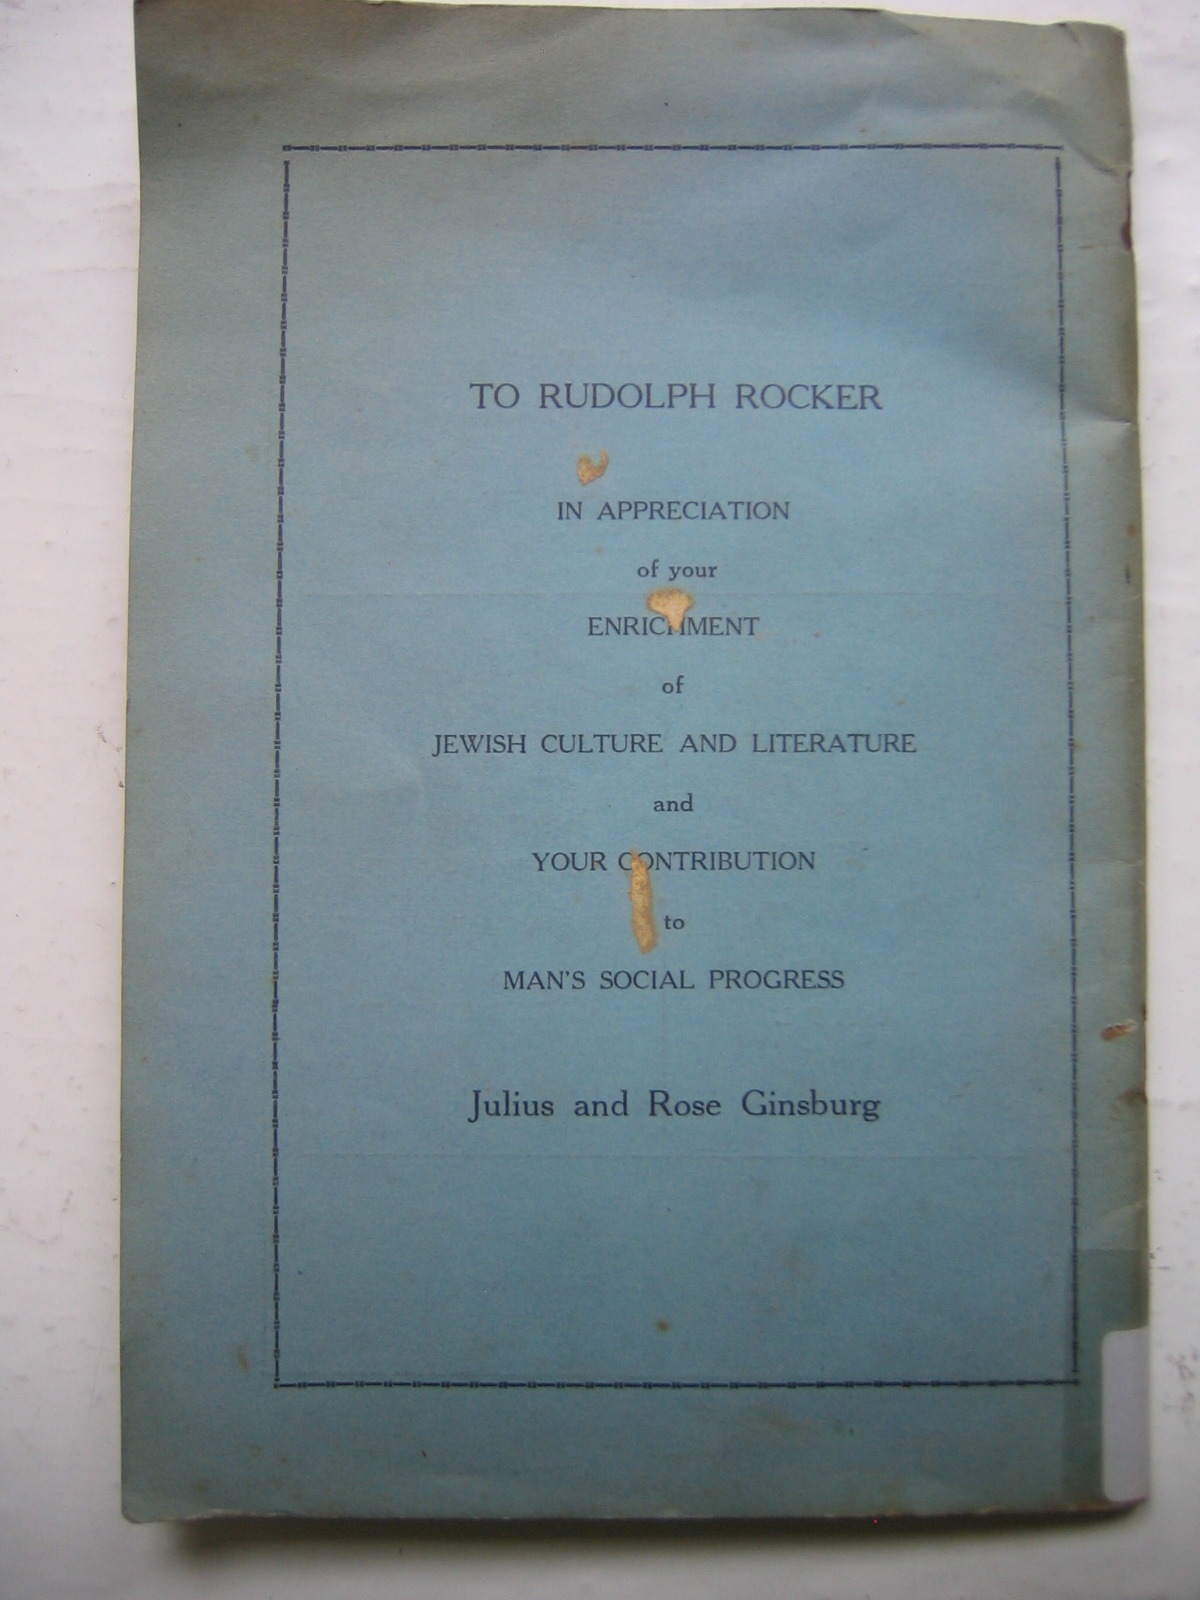 TO RUDOLPH ROCKER
IN APPRECIATION
of your
ENRICHMENT
of
JEWISH CULTURE AND LITERATURE
and
YOUR CONTRIBUTION
to
MAN'S SOCIAL PROGRESS
Julius and Rose Ginsburg